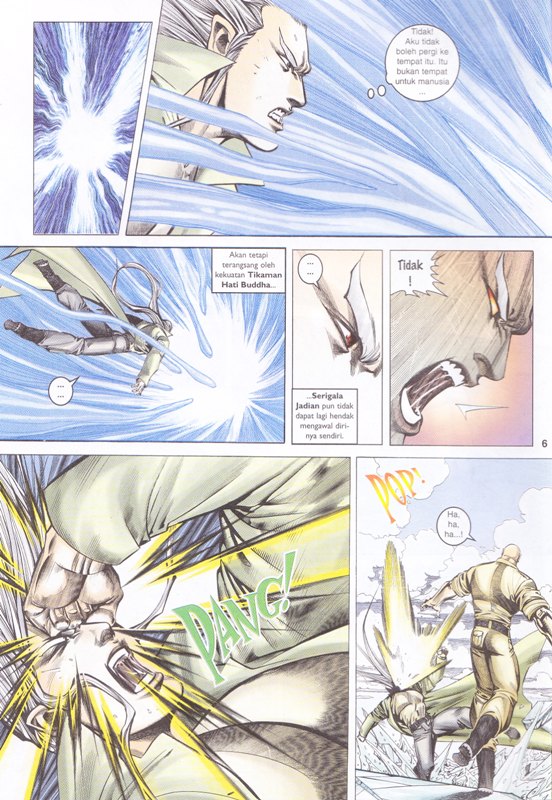 Tidak!
Aku tidak
boleh pergi ke
tempat itu. Itu
bukan tempat
untuk manusia
...
Akan tetapi
terangsang oleh
kekuatan Tikaman
Hati Buddha...
...
...
...
...
...Serigala
Jadian pun tidak
dapat lagi hendak
mengawal diri-
nya sendiri.
Tidak
!
6
PANG!
POP!
Ha,
ha,
ha...!